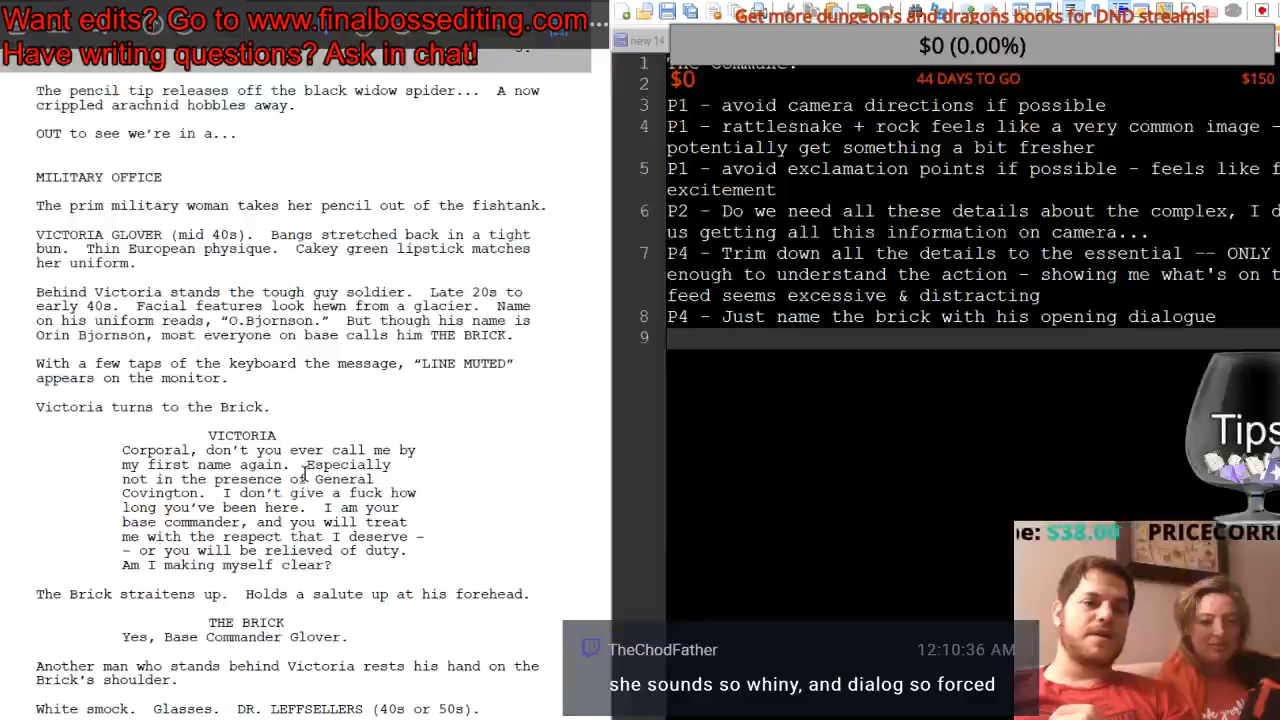 Want edits? Go to www.finalbossediting.com
Have writing questions? Ask in chat!
The pencil tip releases off the black widow spider... A now
crippled arachnid hobbles away.
OUT to see we're in a...
MILITARY OFFICE
The prim military woman takes her pencil out of the fishtank.
VICTORIA GLOVER (mid 40s). Bangs stretched back in a tight
bun. Thin European physique. Cakey green lipstick matches
her uniform.
Behind Victoria stands the tough guy soldier. Late 20s to
early 40s. Facial features look hewn from a glacier. Name
on his uniform reads, "O.Bjornson." But though his name is
Orin Bjornson, most everyone on base calls him THE BRICK.
With a few taps of the keyboard the message, "LINE MUTED"
appears on the monitor.
Victoria turns to the Brick.
VICTORIA
Corporal, don't you ever call me by
my first name again. Especially
not in the presence of General
Covington. I don't give a fuck how
long you've been here. I am your
base commander, and you will treat
me with the respect that I deserve -
- or you will be relieved of duty.
Am I making myself clear?
The Brick straitens up. Holds a salute up at his forehead.
THE BRICK
Yes, Base Commander Glover.
Another man who stands behind Victoria rests his hand on the
Brick's shoulder.
White smock. Glasses. DR. LEFFSELLERS (40s or 50s).
Get more dungeon's and dragons books for DND streams!
new 14
$0 (0.00%)
$0 44 DAYS TO GO $150
1 The Commune:
2
3 P1 - avoid camera directions if possible
4 P1 - rattlesnake + rock feels like a very common image -
potentially get something a bit fresher
5 P1 - avoid exclamation points if possible - feels like f
excitement
6 P2 - Do we need all these details about the complex, I d
us getting all this information on camera...
7 P4 - Trim down all the details to the essential -- ONLY
enough to understand the action - showing me what's on t
feed seems excessive & distracting
8 P4 - Just name the brick with his opening dialogue
9
Tips
pe: $38.00 PRICECORRE
TheChodFather 12:10:36 AM
she sounds so whiny, and dialog so forced